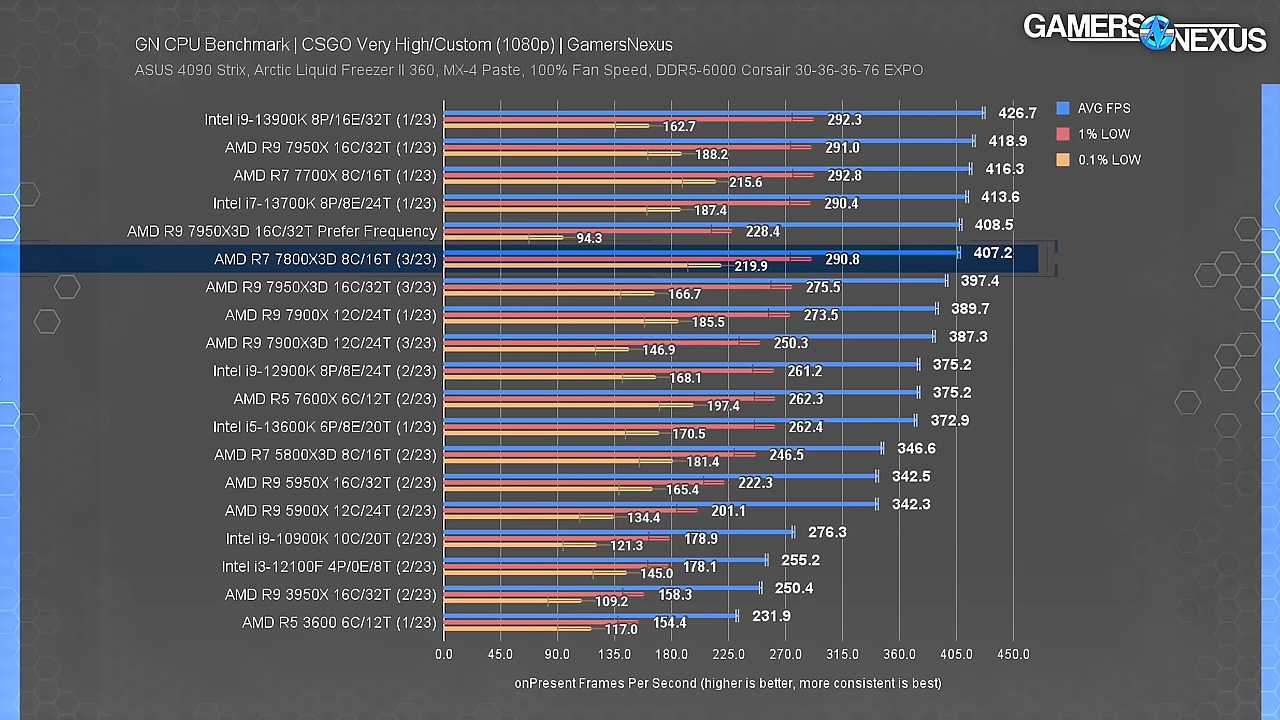 GAMERS NEXUS
GN CPU Benchmark | CSGO Very High/Custom (1080p) | GamersNexus
ASUS 4090 Strix, Arctic Liquid Freezer II 360, MX-4 Paste, 100% Fan Speed, DDR5-6000 Corsair 30-36-36-76 EXPO
AVG FPS
1% LOW
0.1% LOW
Intel i9-13900K 8P/16E/32T (1/23) 426.7 292.3 162.7
AMD R9 7950X 16C/32T (1/23) 418.9 291.0 188.2
AMD R7 7700X 8C/16T (1/23) 416.3 292.8 215.6
Intel i7-13700K 8P/8E/24T (1/23) 413.6 290.4 187.4
AMD R9 7950X3D 16C/32T Prefer Frequency 408.5 228.4 94.3
AMD R7 7800X3D 8C/16T (3/23) 407.2 290.8 219.9
AMD R9 7950X3D 16C/32T (3/23) 397.4 275.5 166.7
AMD R9 7900X 12C/24T (1/23) 389.7 273.5 185.5
AMD R9 7900X3D 12C/24T (3/23) 387.3 250.3 146.9
Intel i9-12900K 8P/8E/24T (2/23) 375.2 261.2 168.1
AMD R5 7600X 6C/12T (2/23) 375.2 262.3 197.4
Intel i5-13600K 6P/8E/20T (1/23) 372.9 262.4 170.5
AMD R7 5800X3D 8C/16T (2/23) 346.6 246.5 181.4
AMD R9 5950X 16C/32T (2/23) 342.5 222.3 165.4
AMD R9 5900X 12C/24T (2/23) 342.3 201.1 134.4
Intel i9-10900K 10C/20T (2/23) 276.3 178.9 121.3
Intel i3-12100F 4P/0E/8T (2/23) 255.2 178.1 145.0
AMD R9 3950X 16C/32T (2/23) 250.4 158.3 109.2
AMD R5 3600 6C/12T (1/23) 231.9 154.4 117.0
0.0 45.0 90.0 135.0 180.0 225.0 270.0 315.0 360.0 405.0 450.0
onPresent Frames Per Second (higher is better, more consistent is best)